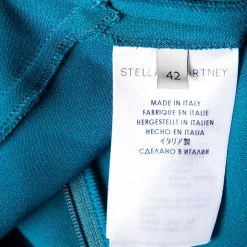 STELLA McCARTNEY
42
MADE IN ITALY
FABRIQUE EN ITALIE
HERGESTELLT IN ITALIEN
HECHO EN ITALIA
イタリア製
СДЕЛАНО В ИТАЛИИ